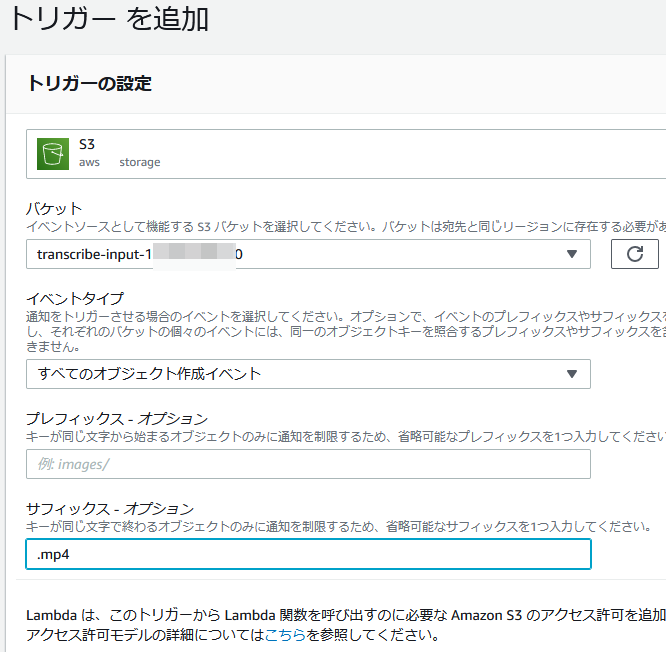 トリガー を追加
トリガーの設定
S3
aws storage
バケット
イベントソースとして機能する S3 バケットを選択してください。バケットは宛先と同じリージョンに存在する必要があ
transcribe-input-1 0
イベントタイプ
通知をトリガーさせる場合のイベントを選択してください。オプションで、イベントのプレフィックスやサフィックスを
し、それぞれのバケットの個々のイベントには、同一のオブジェクトキーを照合するプレフィックスやサフィックスを含
きません。
すべてのオブジェクト作成イベント
プレフィックス - オプション
キーが同じ文字から始まるオブジェクトのみに通知を制限するため、省略可能なプレフィックスを1つ入力してください
例: images/
サフィックス - オプション
キーが同じ文字で終わるオブジェクトのみに通知を制限するため、省略可能なサフィックスを1つ入力してください。
.mp4
Lambda は、このトリガーから Lambda 関数を呼び出すのに必要な Amazon S3 のアクセス許可を追加
アクセス許可モデルの詳細についてはこちらを参照してください。